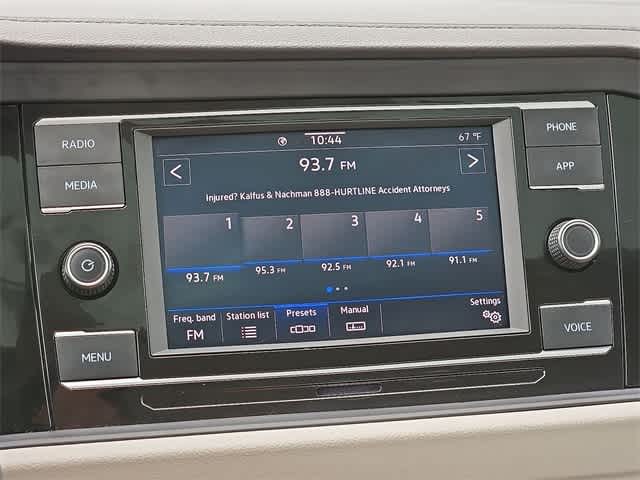 RADIO
MEDIA
MENU
10:44
67 °F
93.7 FM
Injured? Kalfus & Nachman 888-HURTLINE Accident Attorneys
1 2 3 4 5
93.7 FM 95.3 FM 92.5 FM 92.1 FM 91.1 FM
Freq. band Station list Presets Manual Settings
FM
PHONE
APP
VOICE